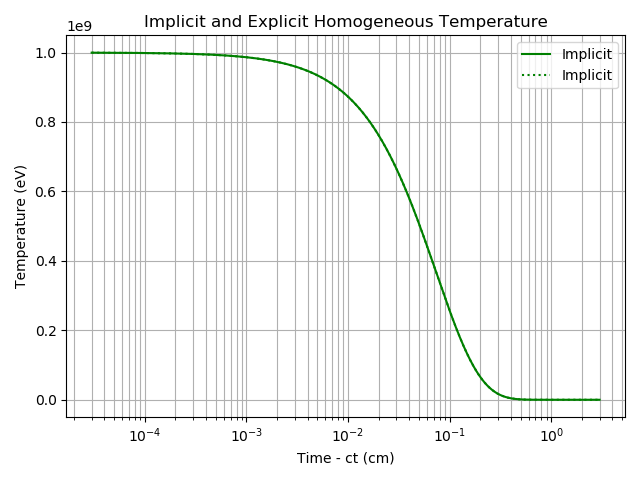 Implicit and Explicit Homogeneous Temperature
1e9
Implicit
Implicit
1.0
0.8
0.6
0.4
0.2
0.0
Temperature (eV)
10⁻⁴ 10⁻³ 10⁻² 10⁻¹ 10⁰
Time - ct (cm)